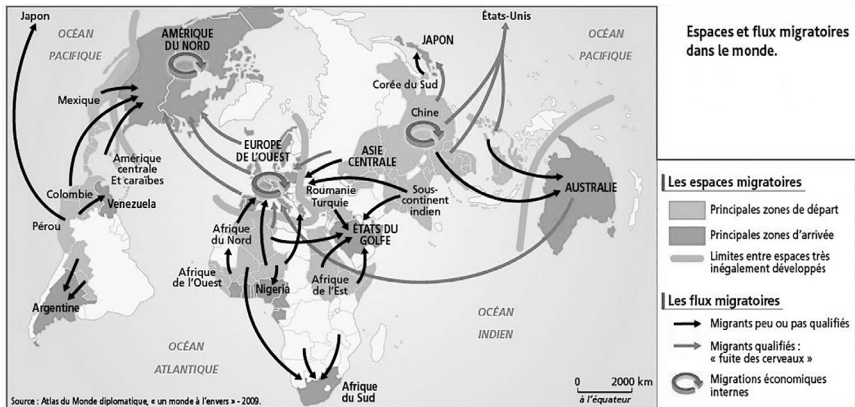 Japon
OCÉAN
PACIFIQUE
AMÉRIQUE
DU NORD
Mexique
Amérique
centrale
Et caraïbes
Colombie
Venezuela
Pérou
Argentine
OCÉAN
ATLANTIQUE
EUROPE
DE L'OUEST
ASIE
CENTRALE
Roumanie
Turquie
Sous-
continent
indien
Afrique
du Nord
ÉTATS DU
GOLFE
Afrique
de l'Ouest
Nigeria
Afrique
de l'Est
Afrique
du Sud
JAPON
Corée du Sud
Chine
États-Unis
OCÉAN
PACIFIQUE
AUSTRALIE
OCÉAN
INDIEN
0 2000 km
à l'équateur
Source : Atlas du Monde diplomatique, « un monde à l'envers » - 2009.
Espaces et flux migratoires
dans le monde.
Les espaces migratoires
Principales zones de départ
Principales zones d'arrivée
Limites entre espaces très
inégalement développés
Les flux migratoires
Migrants peu ou pas qualifiés
Migrants qualifiés :
« fuite des cerveaux »
Migrations économiques
internes